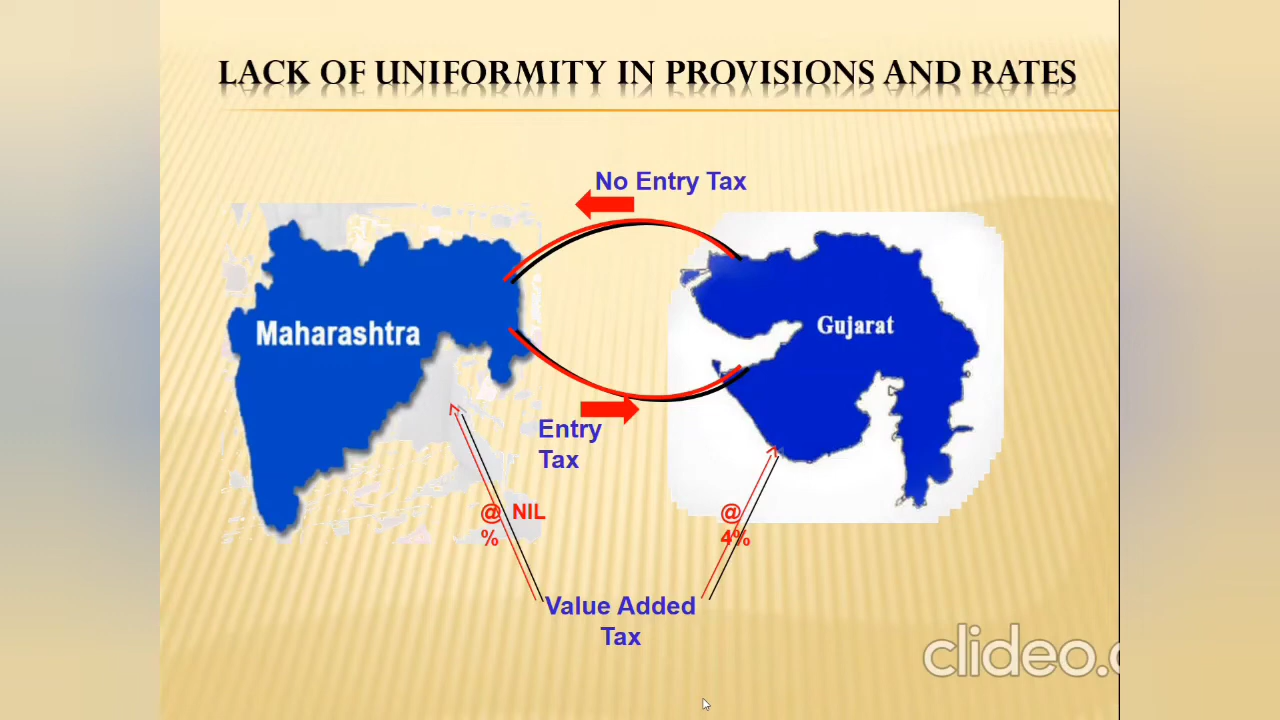 LACK OF UNIFORMITY IN PROVISIONS AND RATES
No Entry Tax
Maharashtra
Gujarat
Entry
Tax
@ NIL
%
@
4%
Value Added
Tax
clideo.c